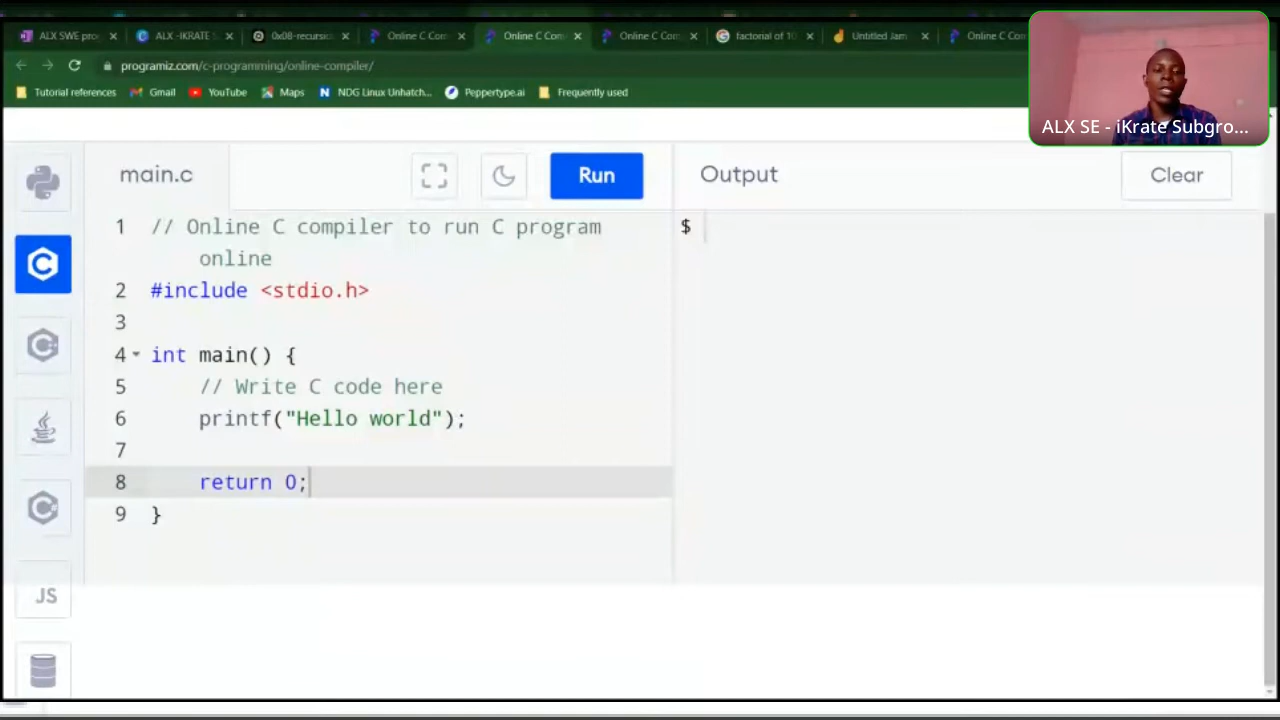 ALX SWE pro
ALX -IKRATE S
0x08-recursio
Online C Com
Online C Com
Online C Com
factorial of 10
Untitled Jam
Online C Con
programiz.com/c-programming/online-compiler/
Tutorial references
Gmail
YouTube
Maps
NDG Linux Unhatch...
Peppertype.ai
Frequently used
ALX SE - iKrate Subgro...
main.c
Run
Output
Clear
1 // Online C compiler to run C program
online
2 #include <stdio.h>
3
4 int main() {
5 // Write C code here
6 printf("Hello world");
7
8 return 0;
9 }
$
JS